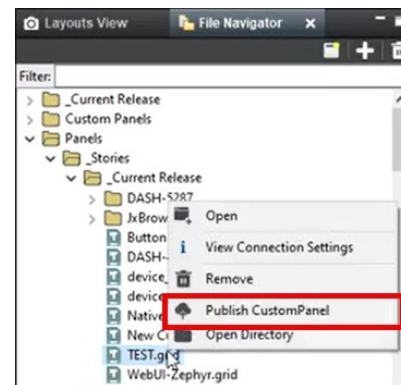 Layouts View
File Navigator
Filter:
_Current Release
Custom Panels
Panels
_Stories
_Current Release
DASH-5287
JxBrow
Button
DASH-
device_
device
Native
New C
TEST.grid
WebUI-Zephyr.grid
Open
View Connection Settings
Remove
Publish CustomPanel
Open Directory